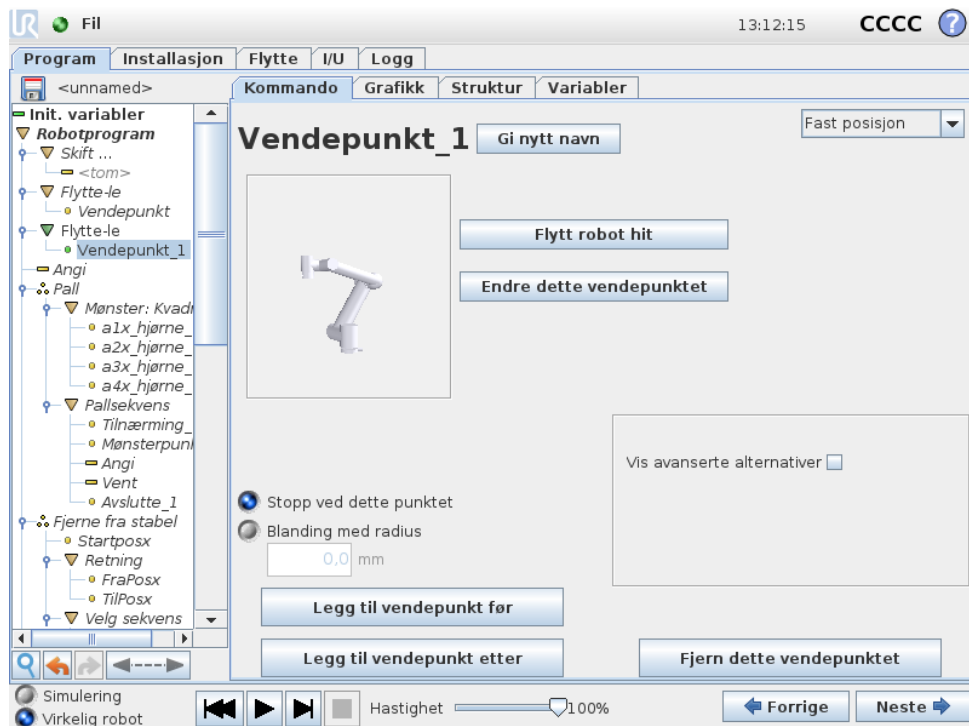 UR Fil 13:12:15 CCCC ?
Program Installasjon Flytte I/U Logg
<unnamed>
Kommando Grafikk Struktur Variabler
Init. variabler
Robotprogram
Skift ...
<tom>
Flytte-le
Vendepunkt
Flytte-le
Vendepunkt_1
Angi
Pall
Mønster: Kvadr
a1x_hjørne_
a2x_hjørne_
a3x_hjørne_
a4x_hjørne_
Pallsekvens
Tilnærming_
Mønsterpunl
Angi
Vent
Avslutte_1
Fjerne fra stabel
Startposx
Retning
FraPosx
TilPosx
Velg sekvens
Vendepunkt_1
Gi nytt navn
Fast posisjon
Flytt robot hit
Endre dette vendepunktet
Vis avanserte alternativer
Stopp ved dette punktet
Blanding med radius
0,0 mm
Legg til vendepunkt før
Legg til vendepunkt etter
Fjern dette vendepunktet
Simulering
Virkelig robot
Hastighet 100%
Forrige
Neste